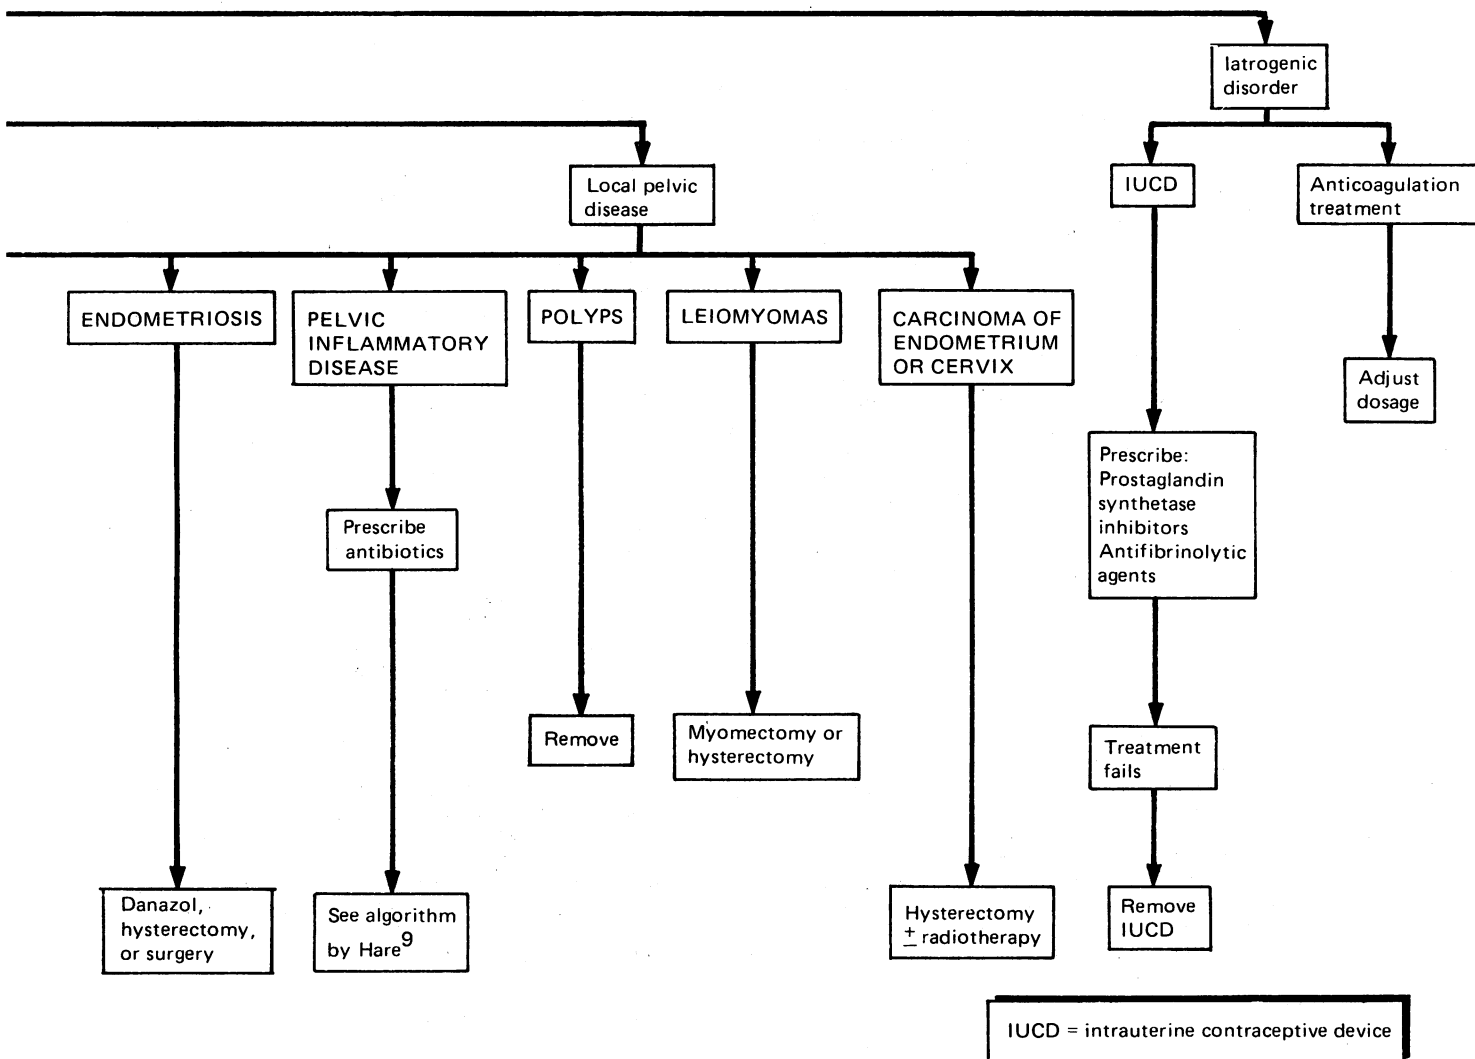 Iatrogenic
disorder
Local pelvic
disease
IUCD
Anticoagulation
treatment
ENDOMETRIOSIS
PELVIC
INFLAMMATORY
DISEASE
POLYPS
LEIOMYOMAS
CARCINOMA OF
ENDOMETRIUM
OR CERVIX
Adjust
dosage
Prescribe:
Prostaglandin
synthetase
inhibitors
Antifibrinolytic
agents
Prescribe
antibiotics
Remove
Myomectomy or
hysterectomy
Treatment
fails
Danazol,
hysterectomy,
or surgery
See algorithm
by Hare9
Hysterectomy
± radiotherapy
Remove
IUCD
IUCD = intrauterine contraceptive device